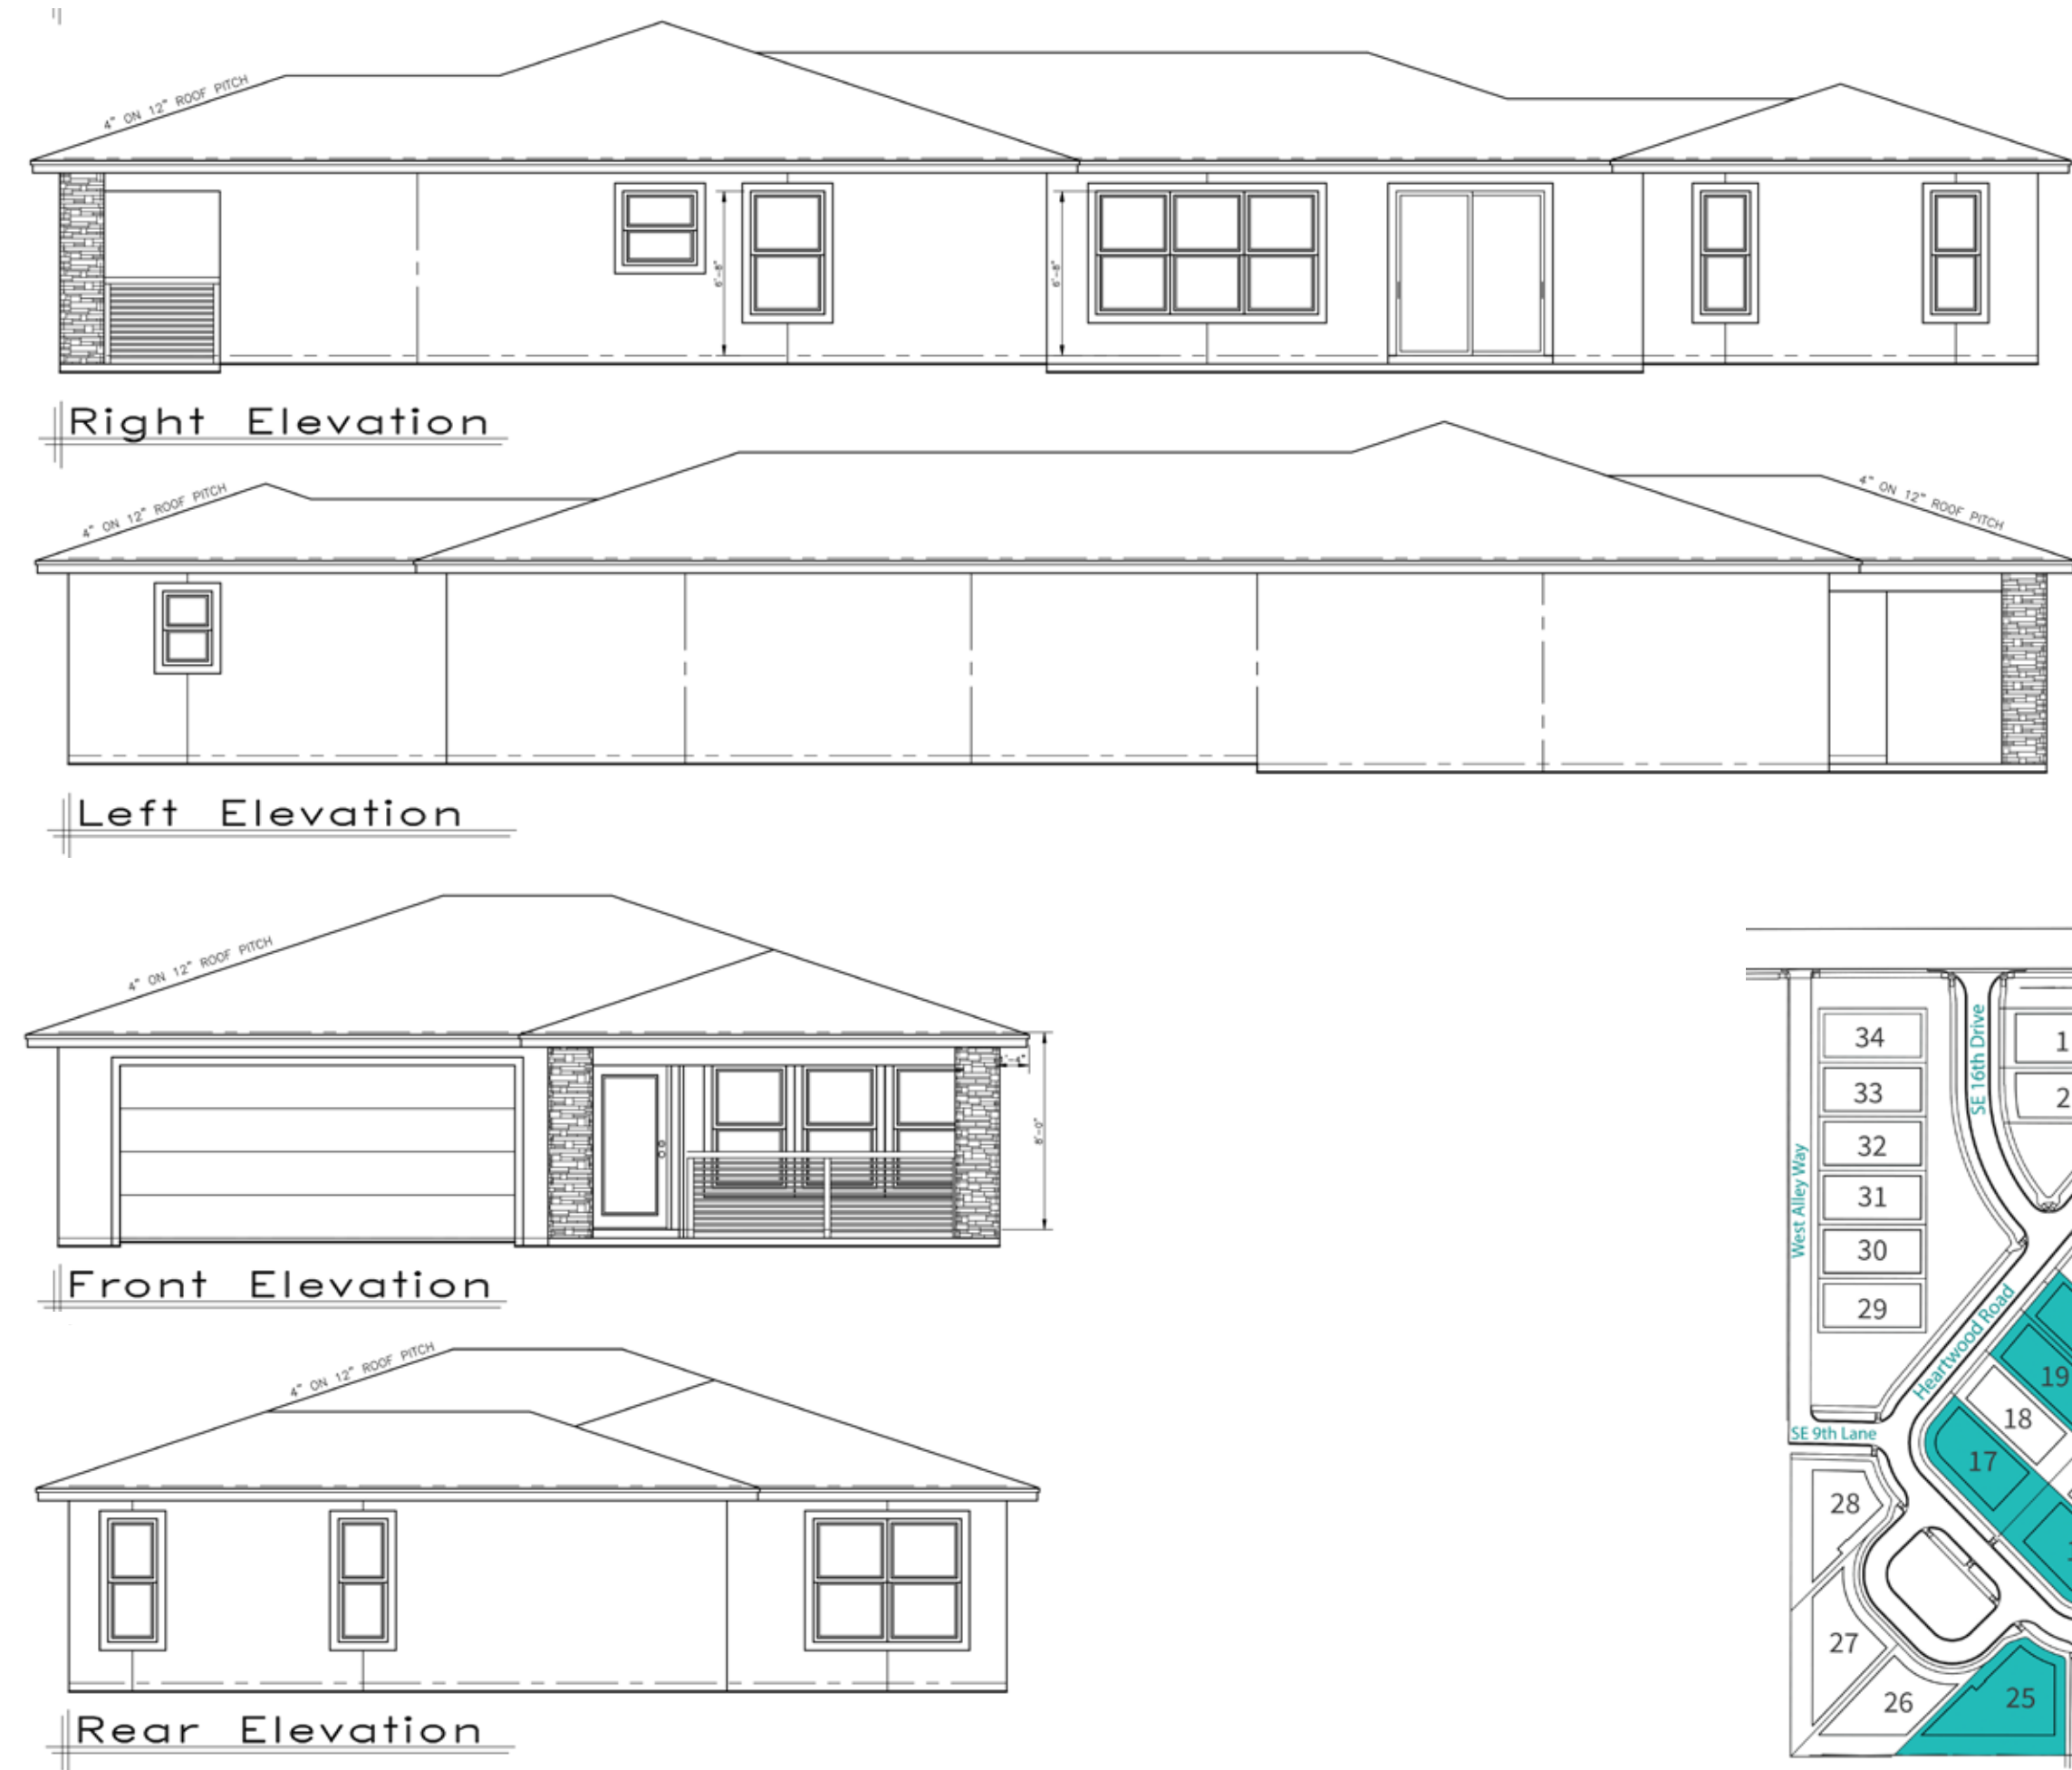 4" ON 12" ROOF PITCH
6'-8"
6'-8"
Right Elevation
4" ON 12" ROOF PITCH
4" ON 12" ROOF PITCH
Left Elevation
4" ON 12" ROOF PITCH
8'-0"
Front Elevation
4" ON 12" ROOF PITCH
Rear Elevation
34
33
32
31
30
29
West Alley Way
SE 16th Drive
1
2
Heartwood Road
19
18
17
SE 9th Lane
28
27
26
25